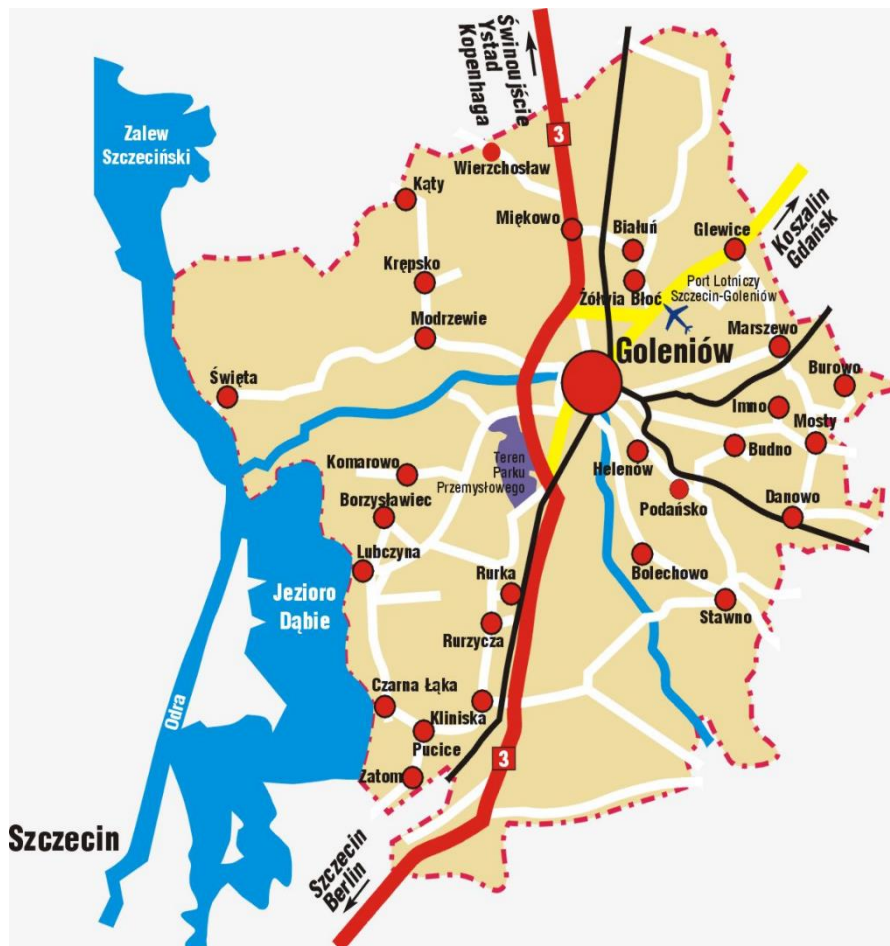 Świnoujście
Ystad
Kopenhaga
3
Zalew
Szczeciński
Wierzchosław
Kąty
Miękowo
Białuń
Glewice
Koszalin
Gdańsk
Krępsko
Port Lotniczy
Szczecin-Goleniów
Żółwia Błoć
Modrzewie
Marszewo
Goleniów
Burowo
Święta
Imno
Mosty
Komarowo
Teren
Parku
Przemysłowego
Helenów
Budno
Borzysławiec
Podańsko
Danowo
Lubczyna
Rurka
Bolechowo
Jezioro
Dąbie
Stawno
Rurzycza
Odra
Czarna Łąka
Kliniska
Pucice
3
Zatom
Szczecin
Szczecin
Berlin